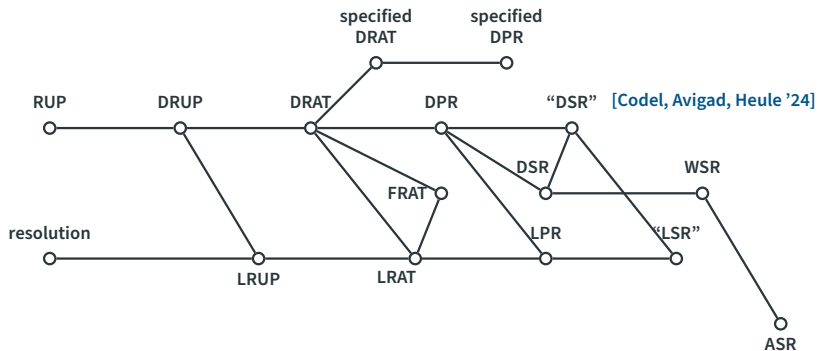 specified
DRAT
specified
DPR
RUP
DRUP
DRAT
DPR
“DSR”
[Codel, Avigad, Heule ’24]
DSR
WSR
FRAT
resolution
LPR
“LSR”
LRUP
LRAT
ASR